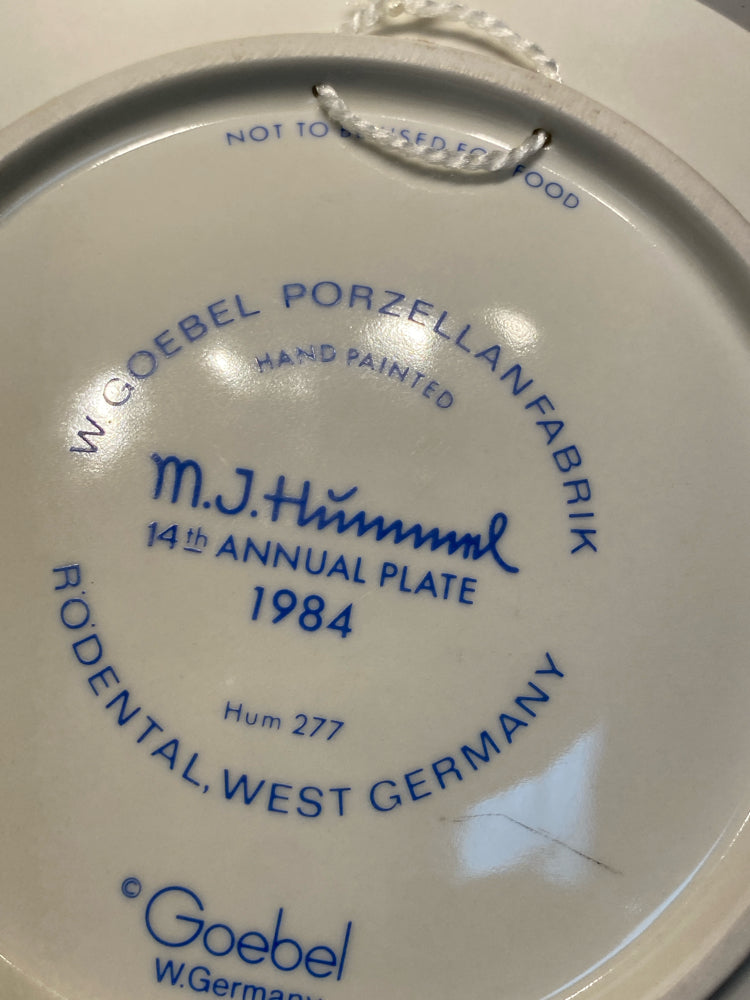 NOT TO BE USED FOR FOOD
W. GOEBEL PORZELLANFABRIK
HAND PAINTED
M.J.Hummel
14th ANNUAL PLATE
1984
Hum 277
RÖDENTAL, WEST GERMANY
© Goebel
W.Germany